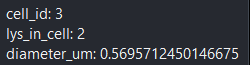 cell_id: 3
lys_in_cell: 2
diameter_um: 0.5695712450146675